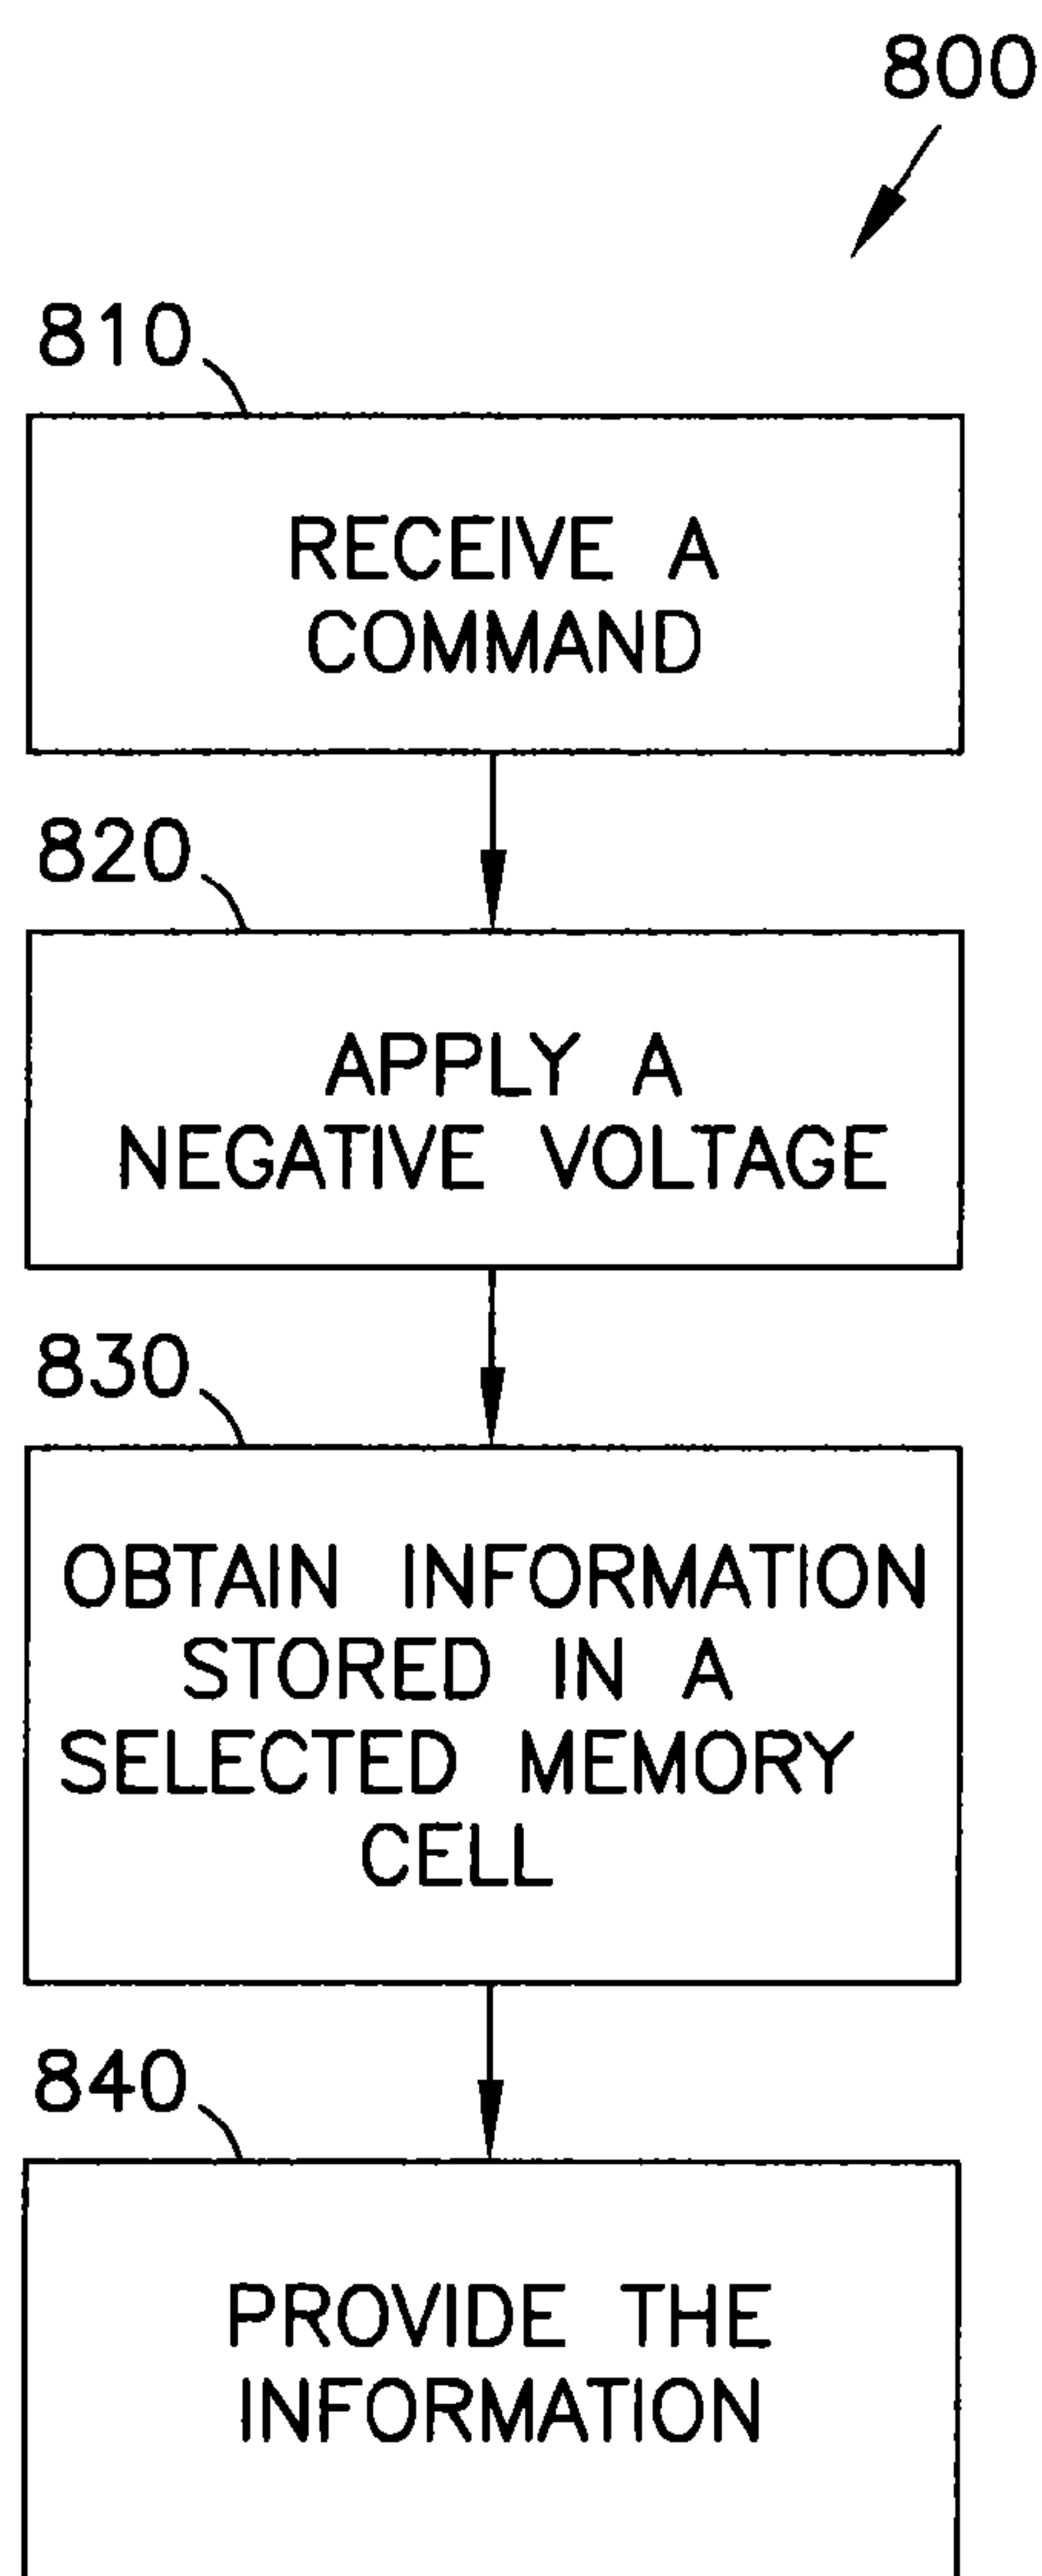 800
810
RECEIVE A
COMMAND
820
APPLY A
NEGATIVE VOLTAGE
830
OBTAIN INFORMATION
STORED IN A
SELECTED MEMORY
CELL
840
PROVIDE THE
INFORMATION